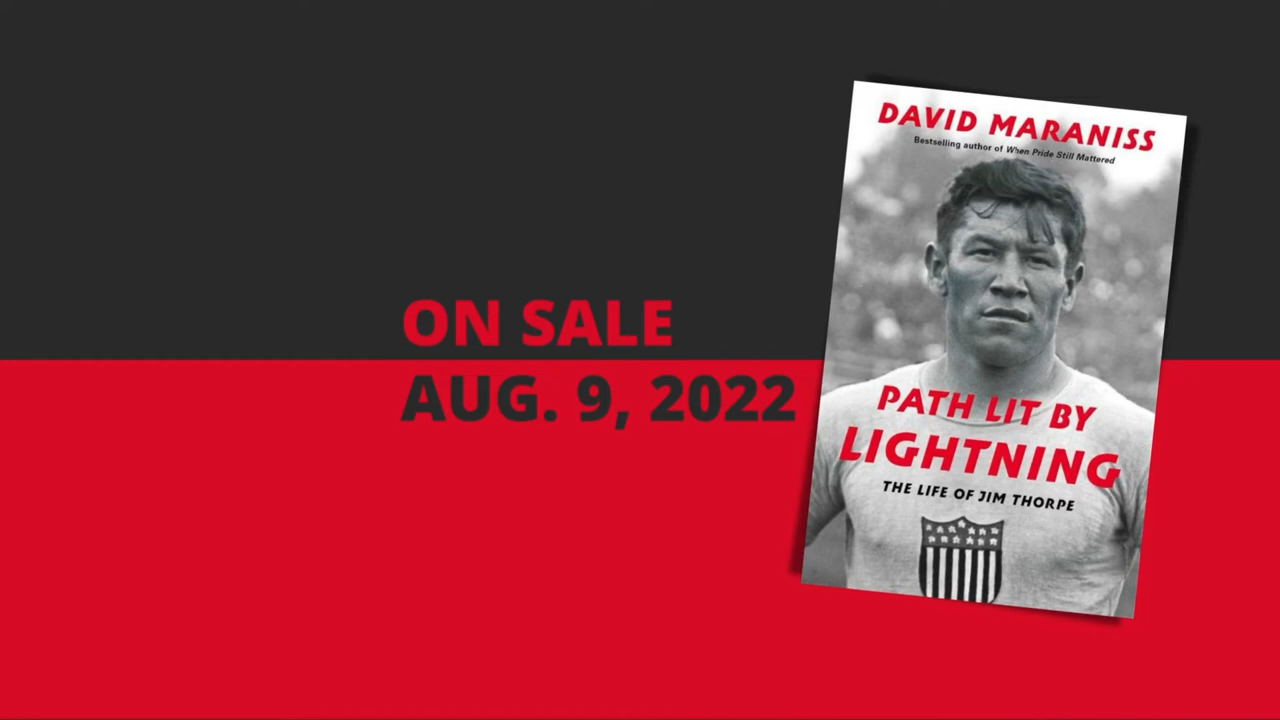 ON SALE
AUG. 9, 2022
DAVID MARANISS
Bestselling author of When Pride Still Mattered
PATH LIT BY
LIGHTNING
THE LIFE OF JIM THORPE